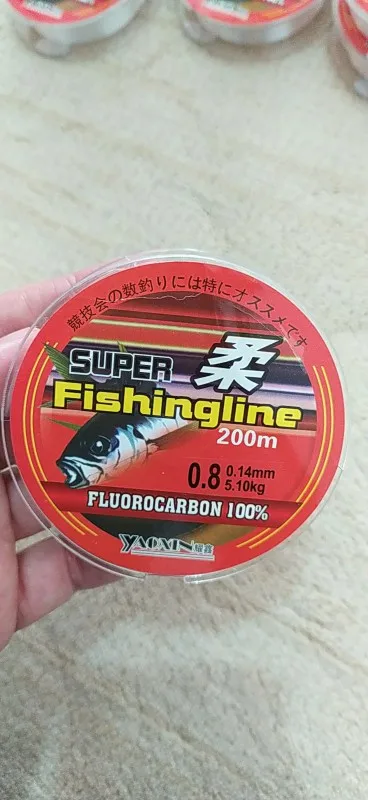 競技会の数釣りには特にオススメです
SUPER 柔
Fishingline
200m
0.8 0.14mm
5.10kg
FLUOROCARBON 100%
YAOXIN 耀鑫